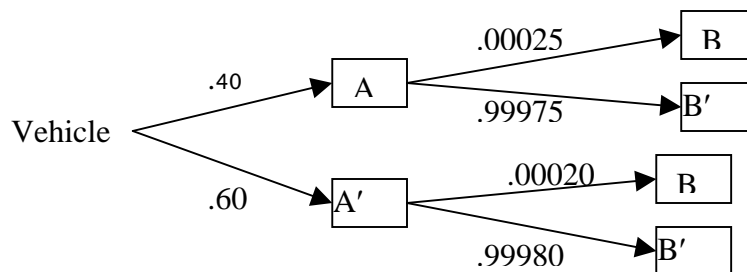 .00025
B
.40
A
.99975
B′
Vehicle
.00020
B
.60
A′
.99980
B′